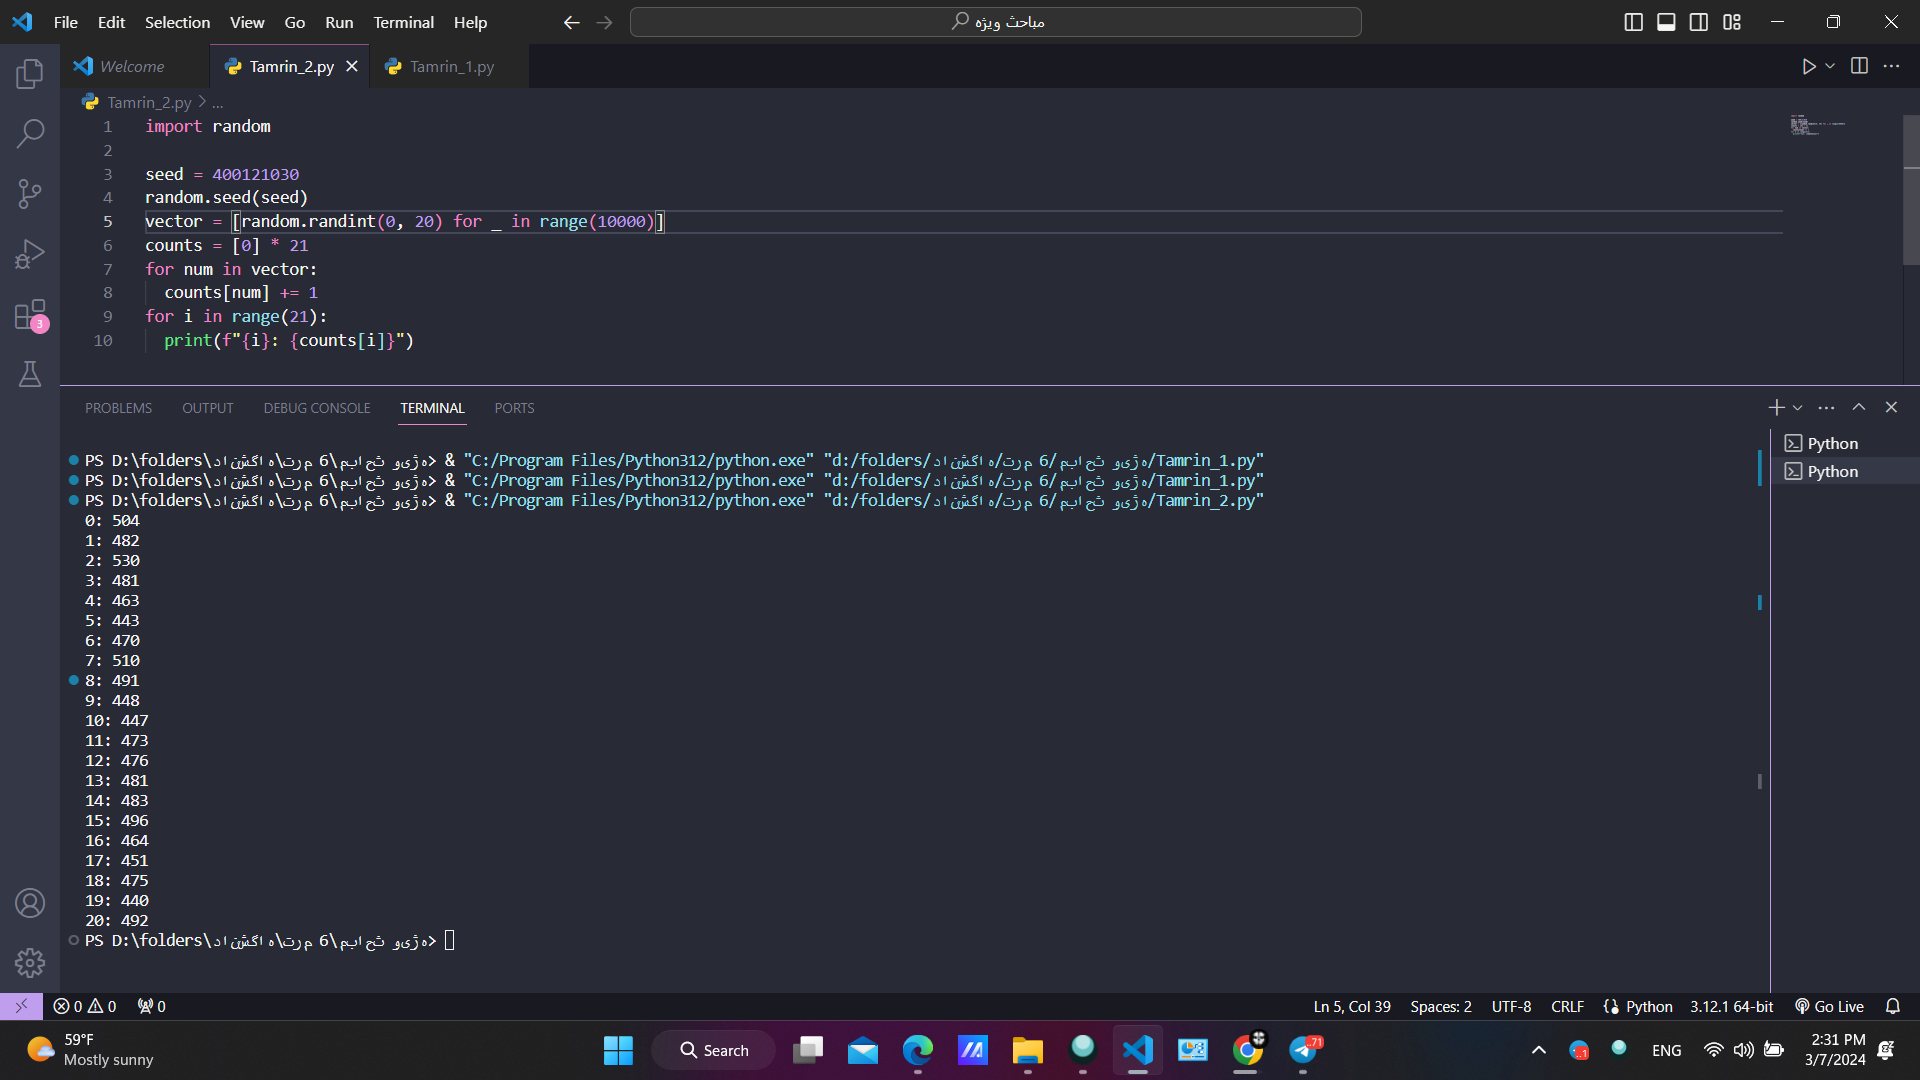 File Edit Selection View Go Run Terminal Help
مباحث ویژه
Welcome
Tamrin_2.py
Tamrin_1.py
Tamrin_2.py > ...
1 import random
2
3 seed = 400121030
4 random.seed(seed)
5 vector = [random.randint(0, 20) for _ in range(10000)]
6 counts = [0] * 21
7 for num in vector:
8 counts[num] += 1
9 for i in range(21):
10 print(f"{i}: {counts[i]}")
3
PROBLEMS OUTPUT DEBUG CONSOLE TERMINAL PORTS
Python
Python
PS D:\folders\دانشگاه\ترم 6\مباحث ویژه> & "C:/Program Files/Python312/python.exe" "d:/folders/دانشگاه/ترم 6/مباحث ویژه/Tamrin_1.py"
PS D:\folders\دانشگاه\ترم 6\مباحث ویژه> & "C:/Program Files/Python312/python.exe" "d:/folders/دانشگاه/ترم 6/مباحث ویژه/Tamrin_1.py"
PS D:\folders\دانشگاه\ترم 6\مباحث ویژه> & "C:/Program Files/Python312/python.exe" "d:/folders/دانشگاه/ترم 6/مباحث ویژه/Tamrin_2.py"
0: 504
1: 482
2: 530
3: 481
4: 463
5: 443
6: 470
7: 510
8: 491
9: 448
10: 447
11: 473
12: 476
13: 481
14: 483
15: 496
16: 464
17: 451
18: 475
19: 440
20: 492
PS D:\folders\دانشگاه\ترم 6\مباحث ویژه>
0 0 0
Ln 5, Col 39 Spaces: 2 UTF-8 CRLF {} Python 3.12.1 64-bit Go Live
59°F
Mostly sunny
Search
..71
..1
ENG
2:31 PM
3/7/2024